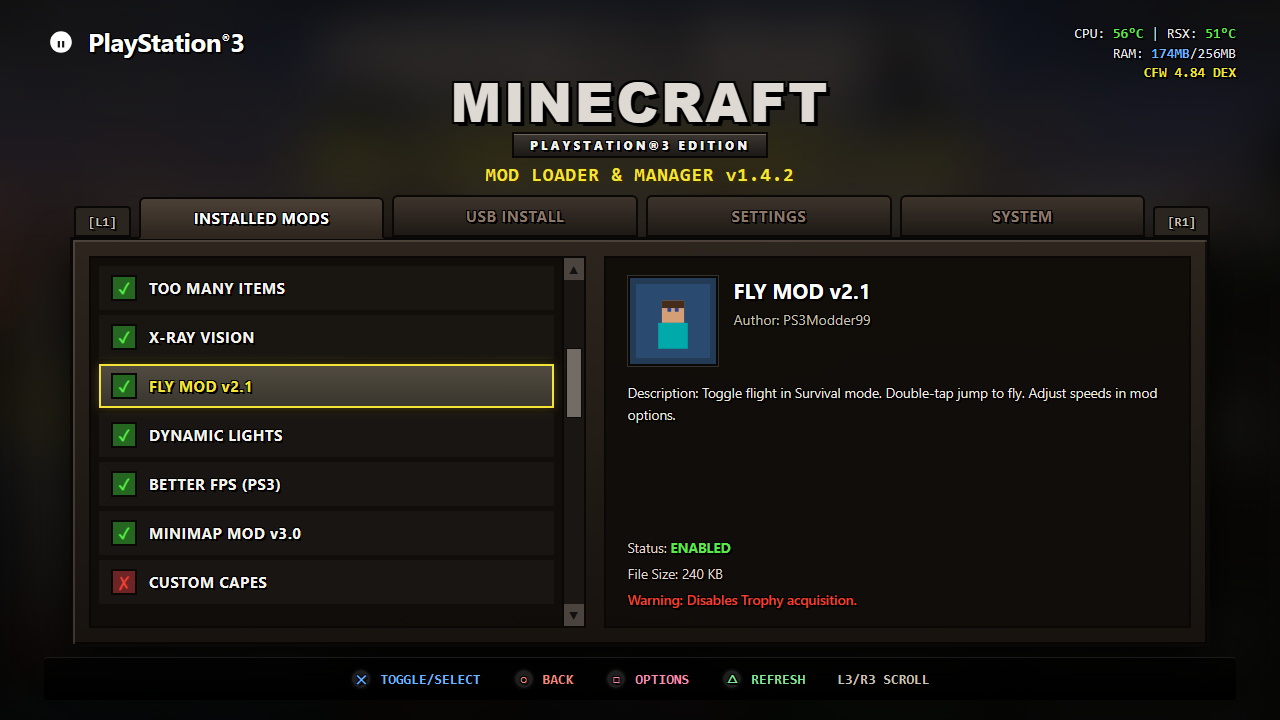 PlayStation®3
CPU: 56°C | RSX: 51°C
RAM: 174MB/256MB
CFW 4.84 DEX
MINECRAFT
PLAYSTATION®3 EDITION
MOD LOADER & MANAGER v1.4.2
[L1]
INSTALLED MODS
USB INSTALL
SETTINGS
SYSTEM
[R1]
TOO MANY ITEMS
X-RAY VISION
FLY MOD v2.1
DYNAMIC LIGHTS
BETTER FPS (PS3)
MINIMAP MOD v3.0
CUSTOM CAPES
FLY MOD v2.1
Author: PS3Modder99
Description: Toggle flight in Survival mode. Double-tap jump to fly. Adjust speeds in mod
options.
Status: ENABLED
File Size: 240 KB
Warning: Disables Trophy acquisition.
TOGGLE/SELECT
BACK
OPTIONS
REFRESH
L3/R3 SCROLL